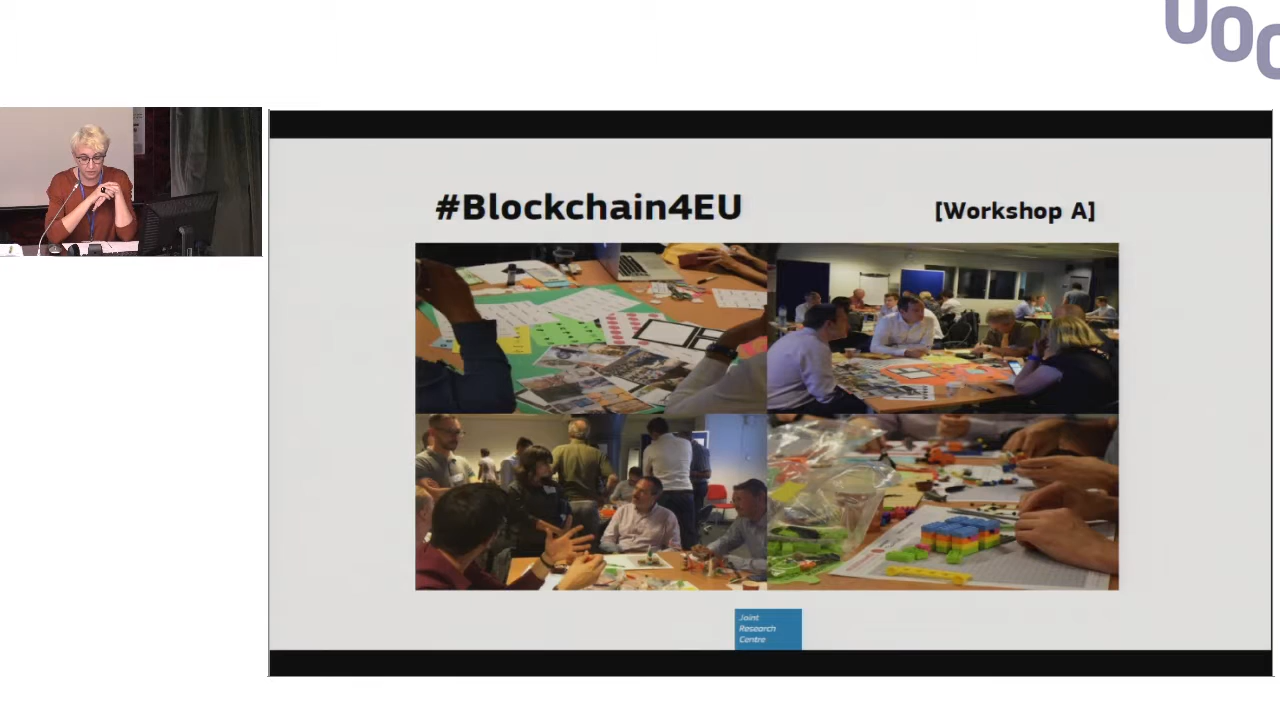 UOC
#Blockchain4EU
[Workshop A]
Joint
Research
Centre